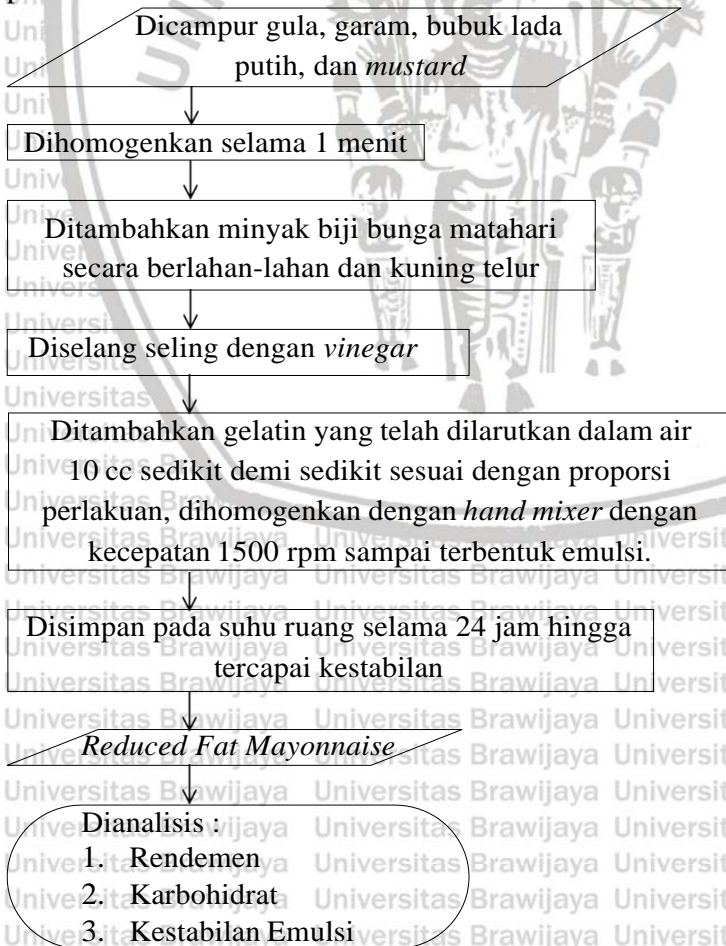 Dicampur gula, garam, bubuk lada
putih, dan mustard
Dihomogenkan selama 1 menit
Ditambahkan minyak biji bunga matahari
secara berlahan-lahan dan kuning telur
Diselang seling dengan vinegar
Ditambahkan gelatin yang telah dilarutkan dalam air
10 cc sedikit demi sedikit sesuai dengan proporsi
perlakuan, dihomogenkan dengan hand mixer dengan
kecepatan 1500 rpm sampai terbentuk emulsi.
Disimpan pada suhu ruang selama 24 jam hingga
tercapai kestabilan
Reduced Fat Mayonnaise
Dianalisis :
1. Rendemen
2. Karbohidrat
3. Kestabilan Emulsi